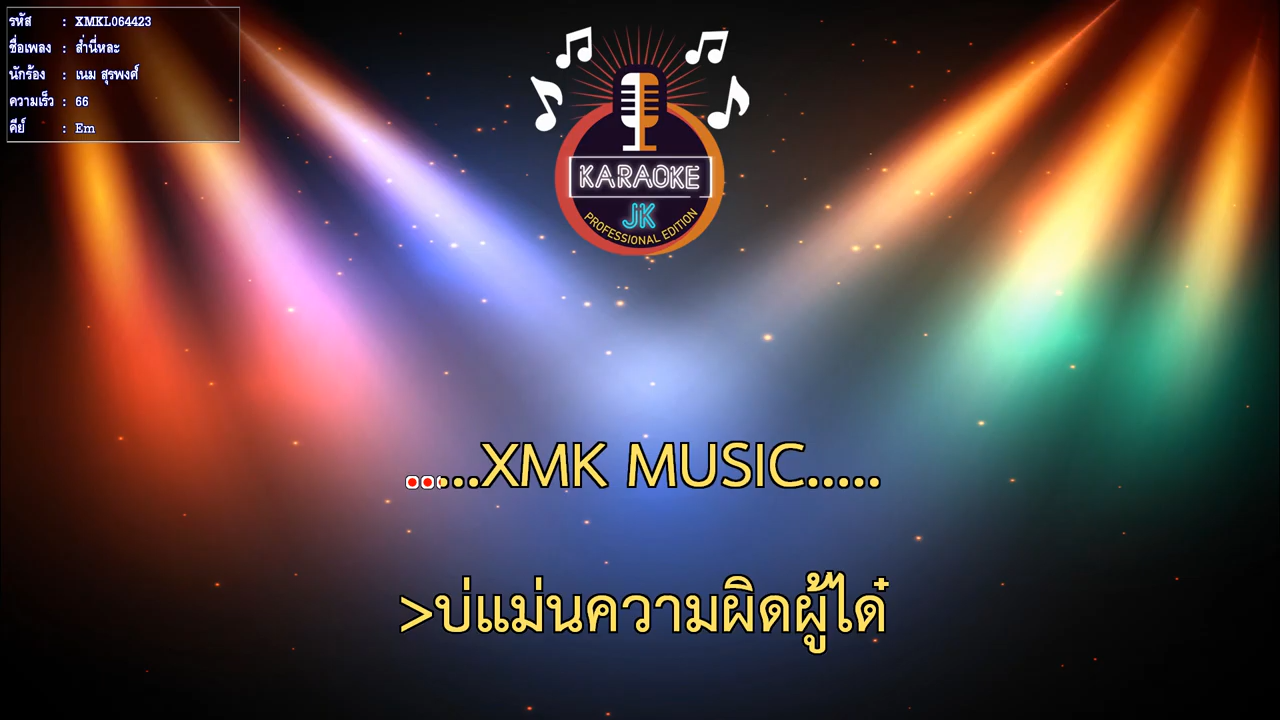 รหัส : XMKL064423
ชื่อเพลง : ส่ำนี่หละ
นักร้อง : เนม สุรพงศ์
ความเร็ว : 66
คีย์ : Em
KARAOKE
JK
PROFESSIONAL EDITION
.....XMK MUSIC.....
>บ่แม่นความผิดผู้ได๋